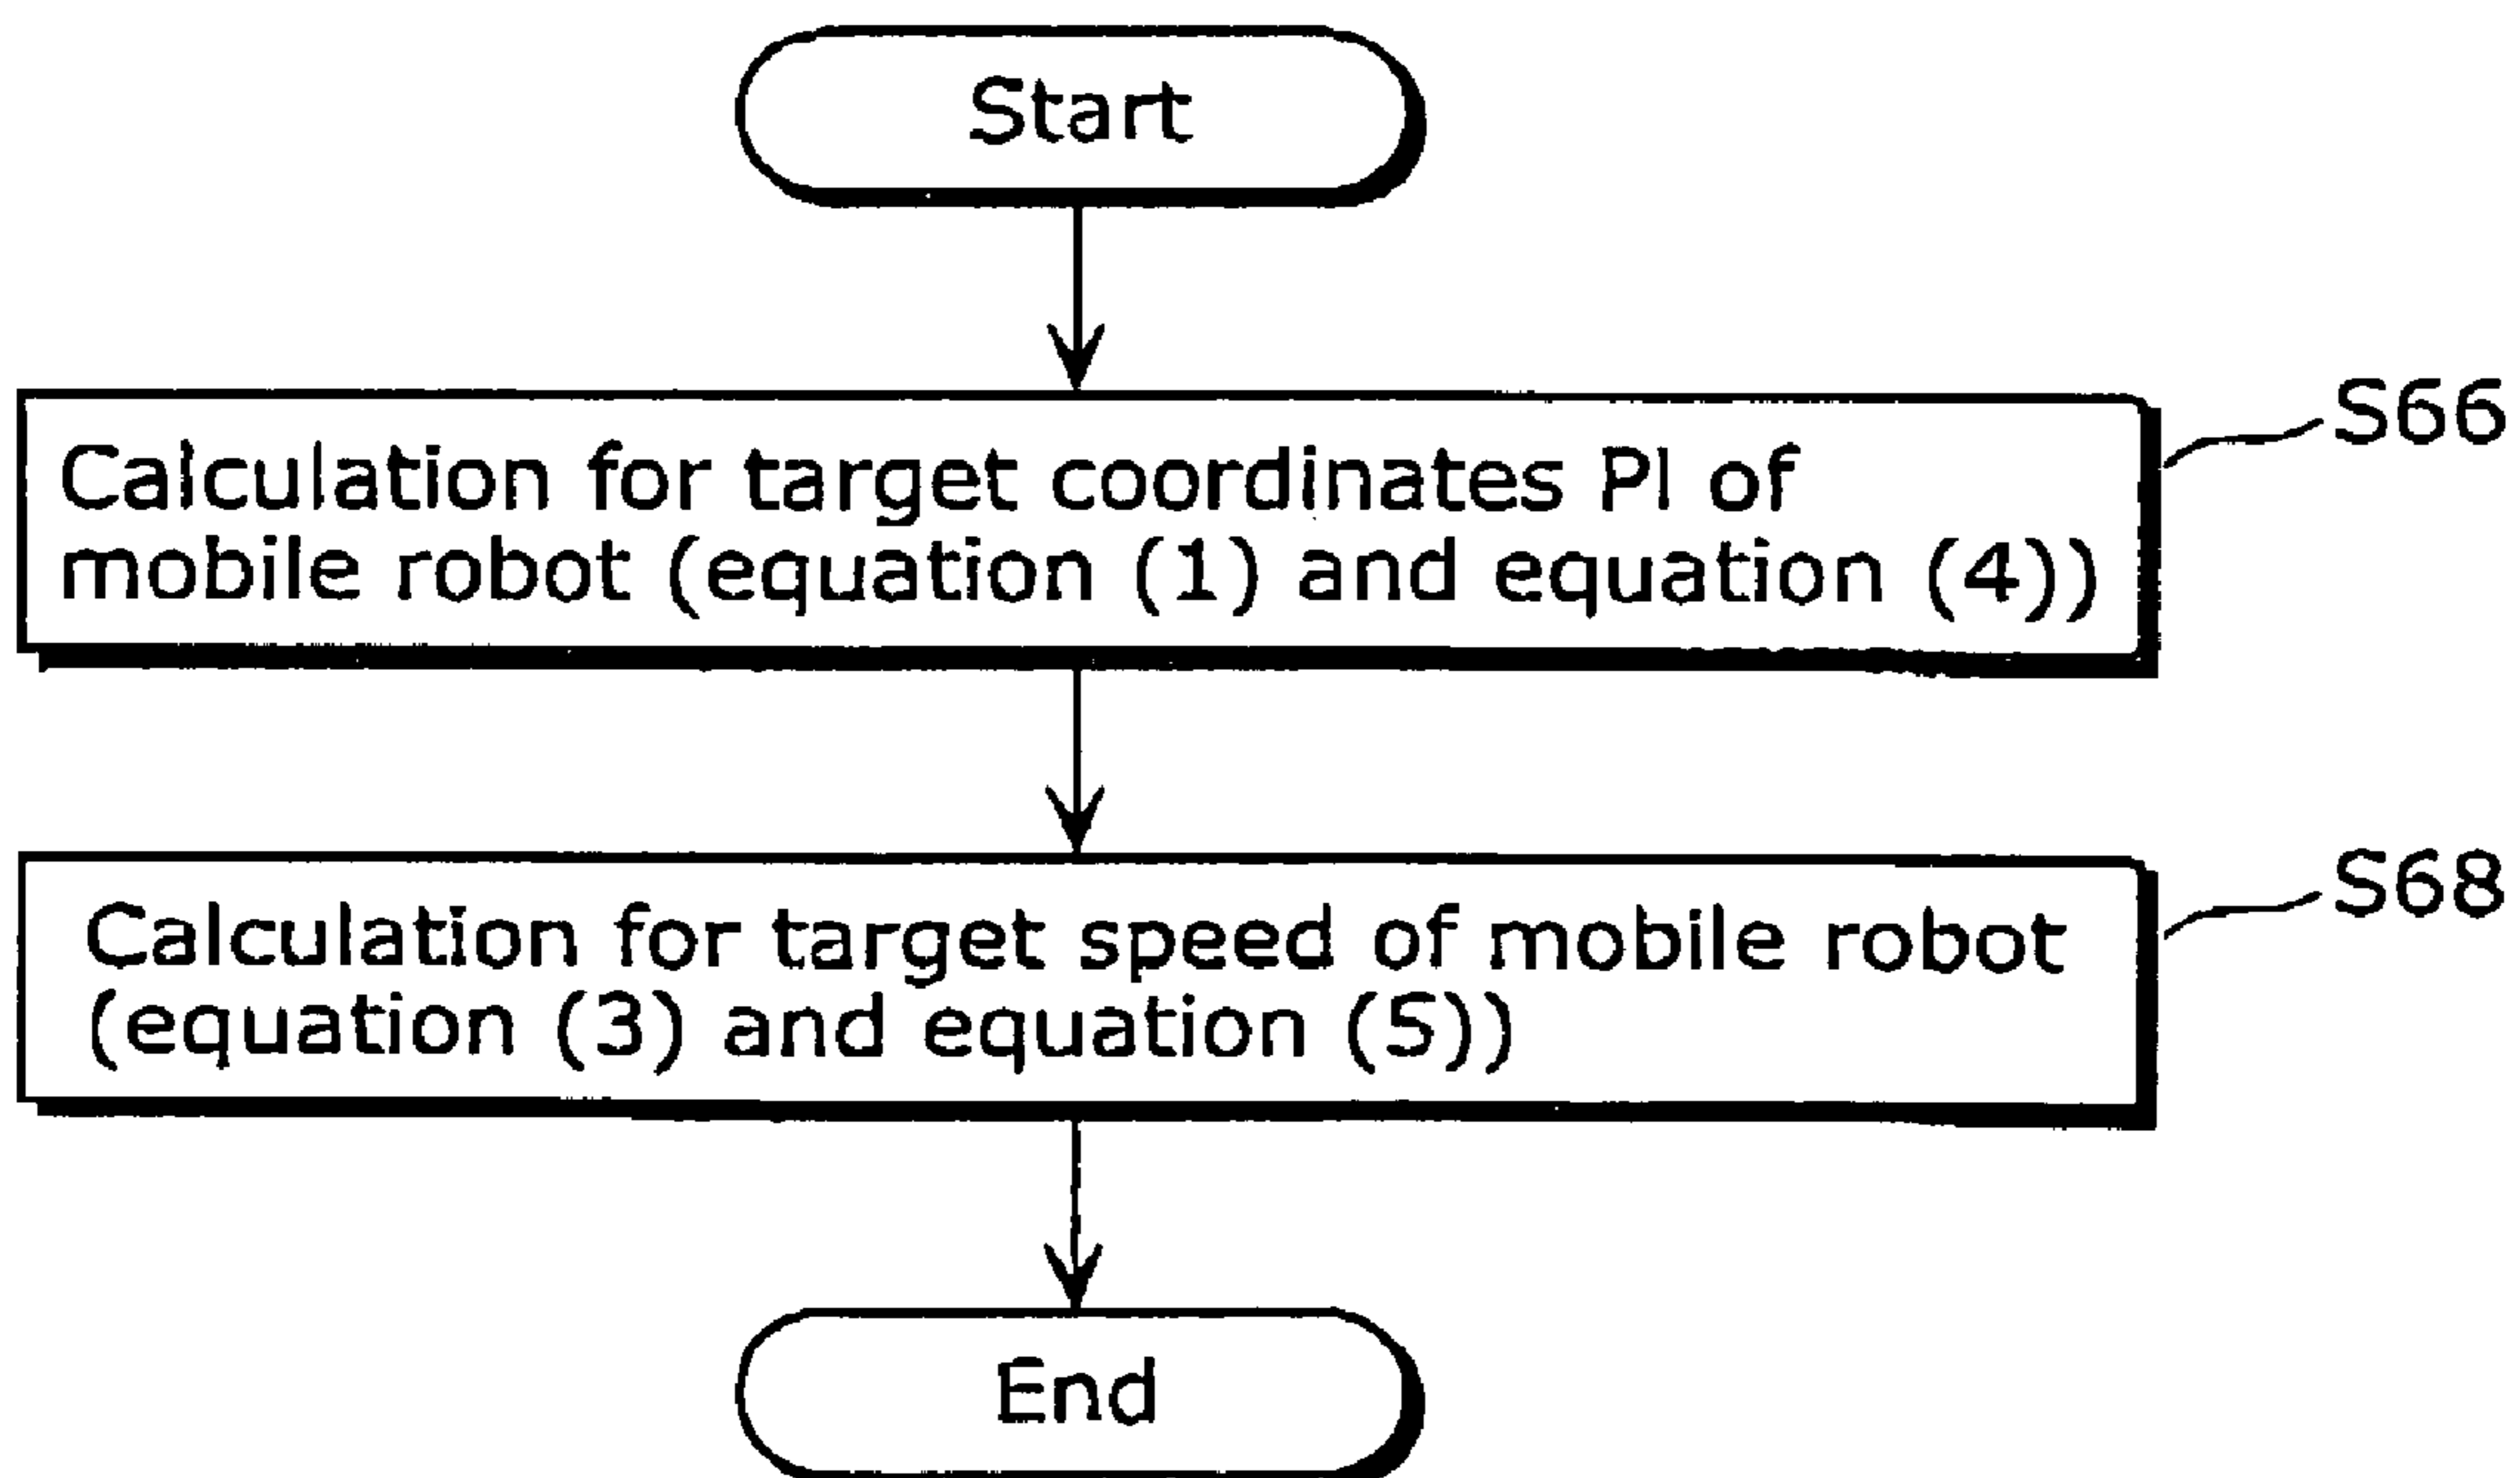 Start
S66
Calculation for target coordinates Pl of
mobile robot (equation (1) and equation (4))
S68
Calculation for target speed of mobile robot
(equation (3) and equation (5))
End